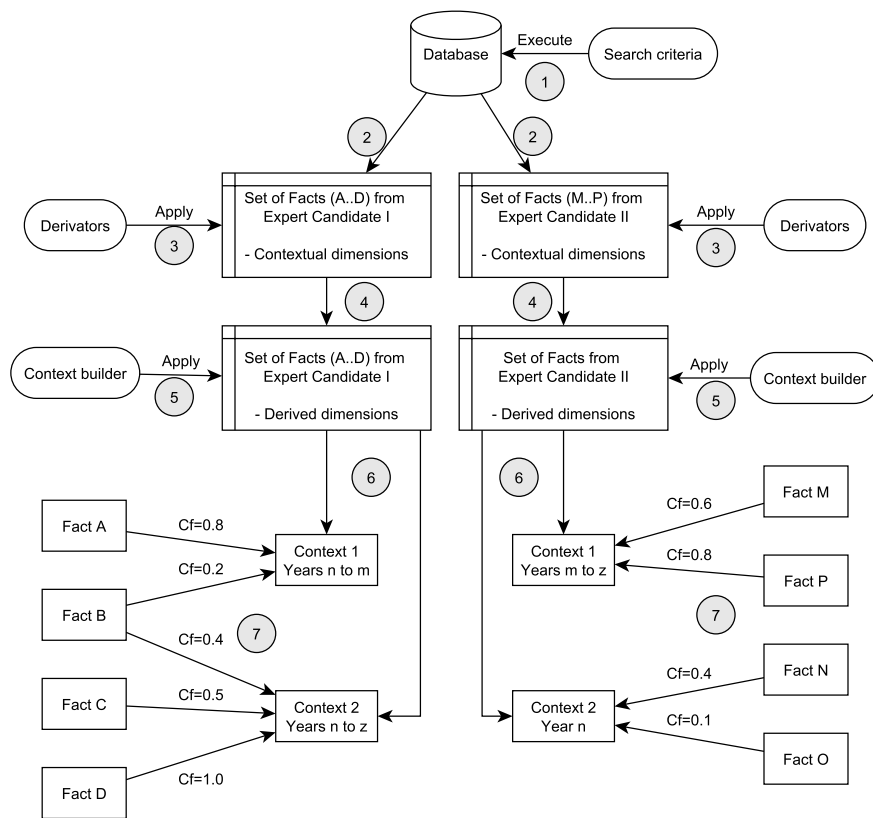 Database
Execute
Search criteria
1
2
2
Set of Facts (A..D) from
Expert Candidate I
- Contextual dimensions
Set of Facts (M..P) from
Expert Candidate II
- Contextual dimensions
Derivators
Apply
3
Apply
3
Derivators
4
4
Set of Facts (A..D) from
Expert Candidate I
- Derived dimensions
Set of Facts from
Expert Candidate II
- Derived dimensions
Context builder
Apply
5
Apply
5
Context builder
6
6
Fact A
Cf=0.8
Context 1
Years n to m
Cf=0.2
Fact B
Cf=0.4
7
Fact C
Cf=0.5
Context 2
Years n to z
Fact D
Cf=1.0
Context 1
Years m to z
Cf=0.6
Fact M
Cf=0.8
Fact P
7
Context 2
Year n
Cf=0.4
Fact N
Cf=0.1
Fact O